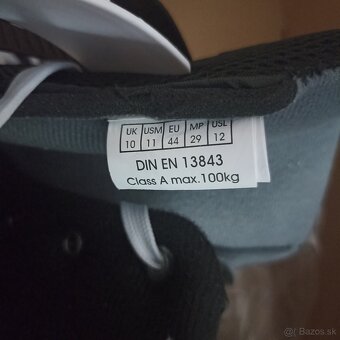 UK USM EU MP USL
10 11 44 29 12
DIN EN 13843
Class A max.100kg
@( Bazos.sk